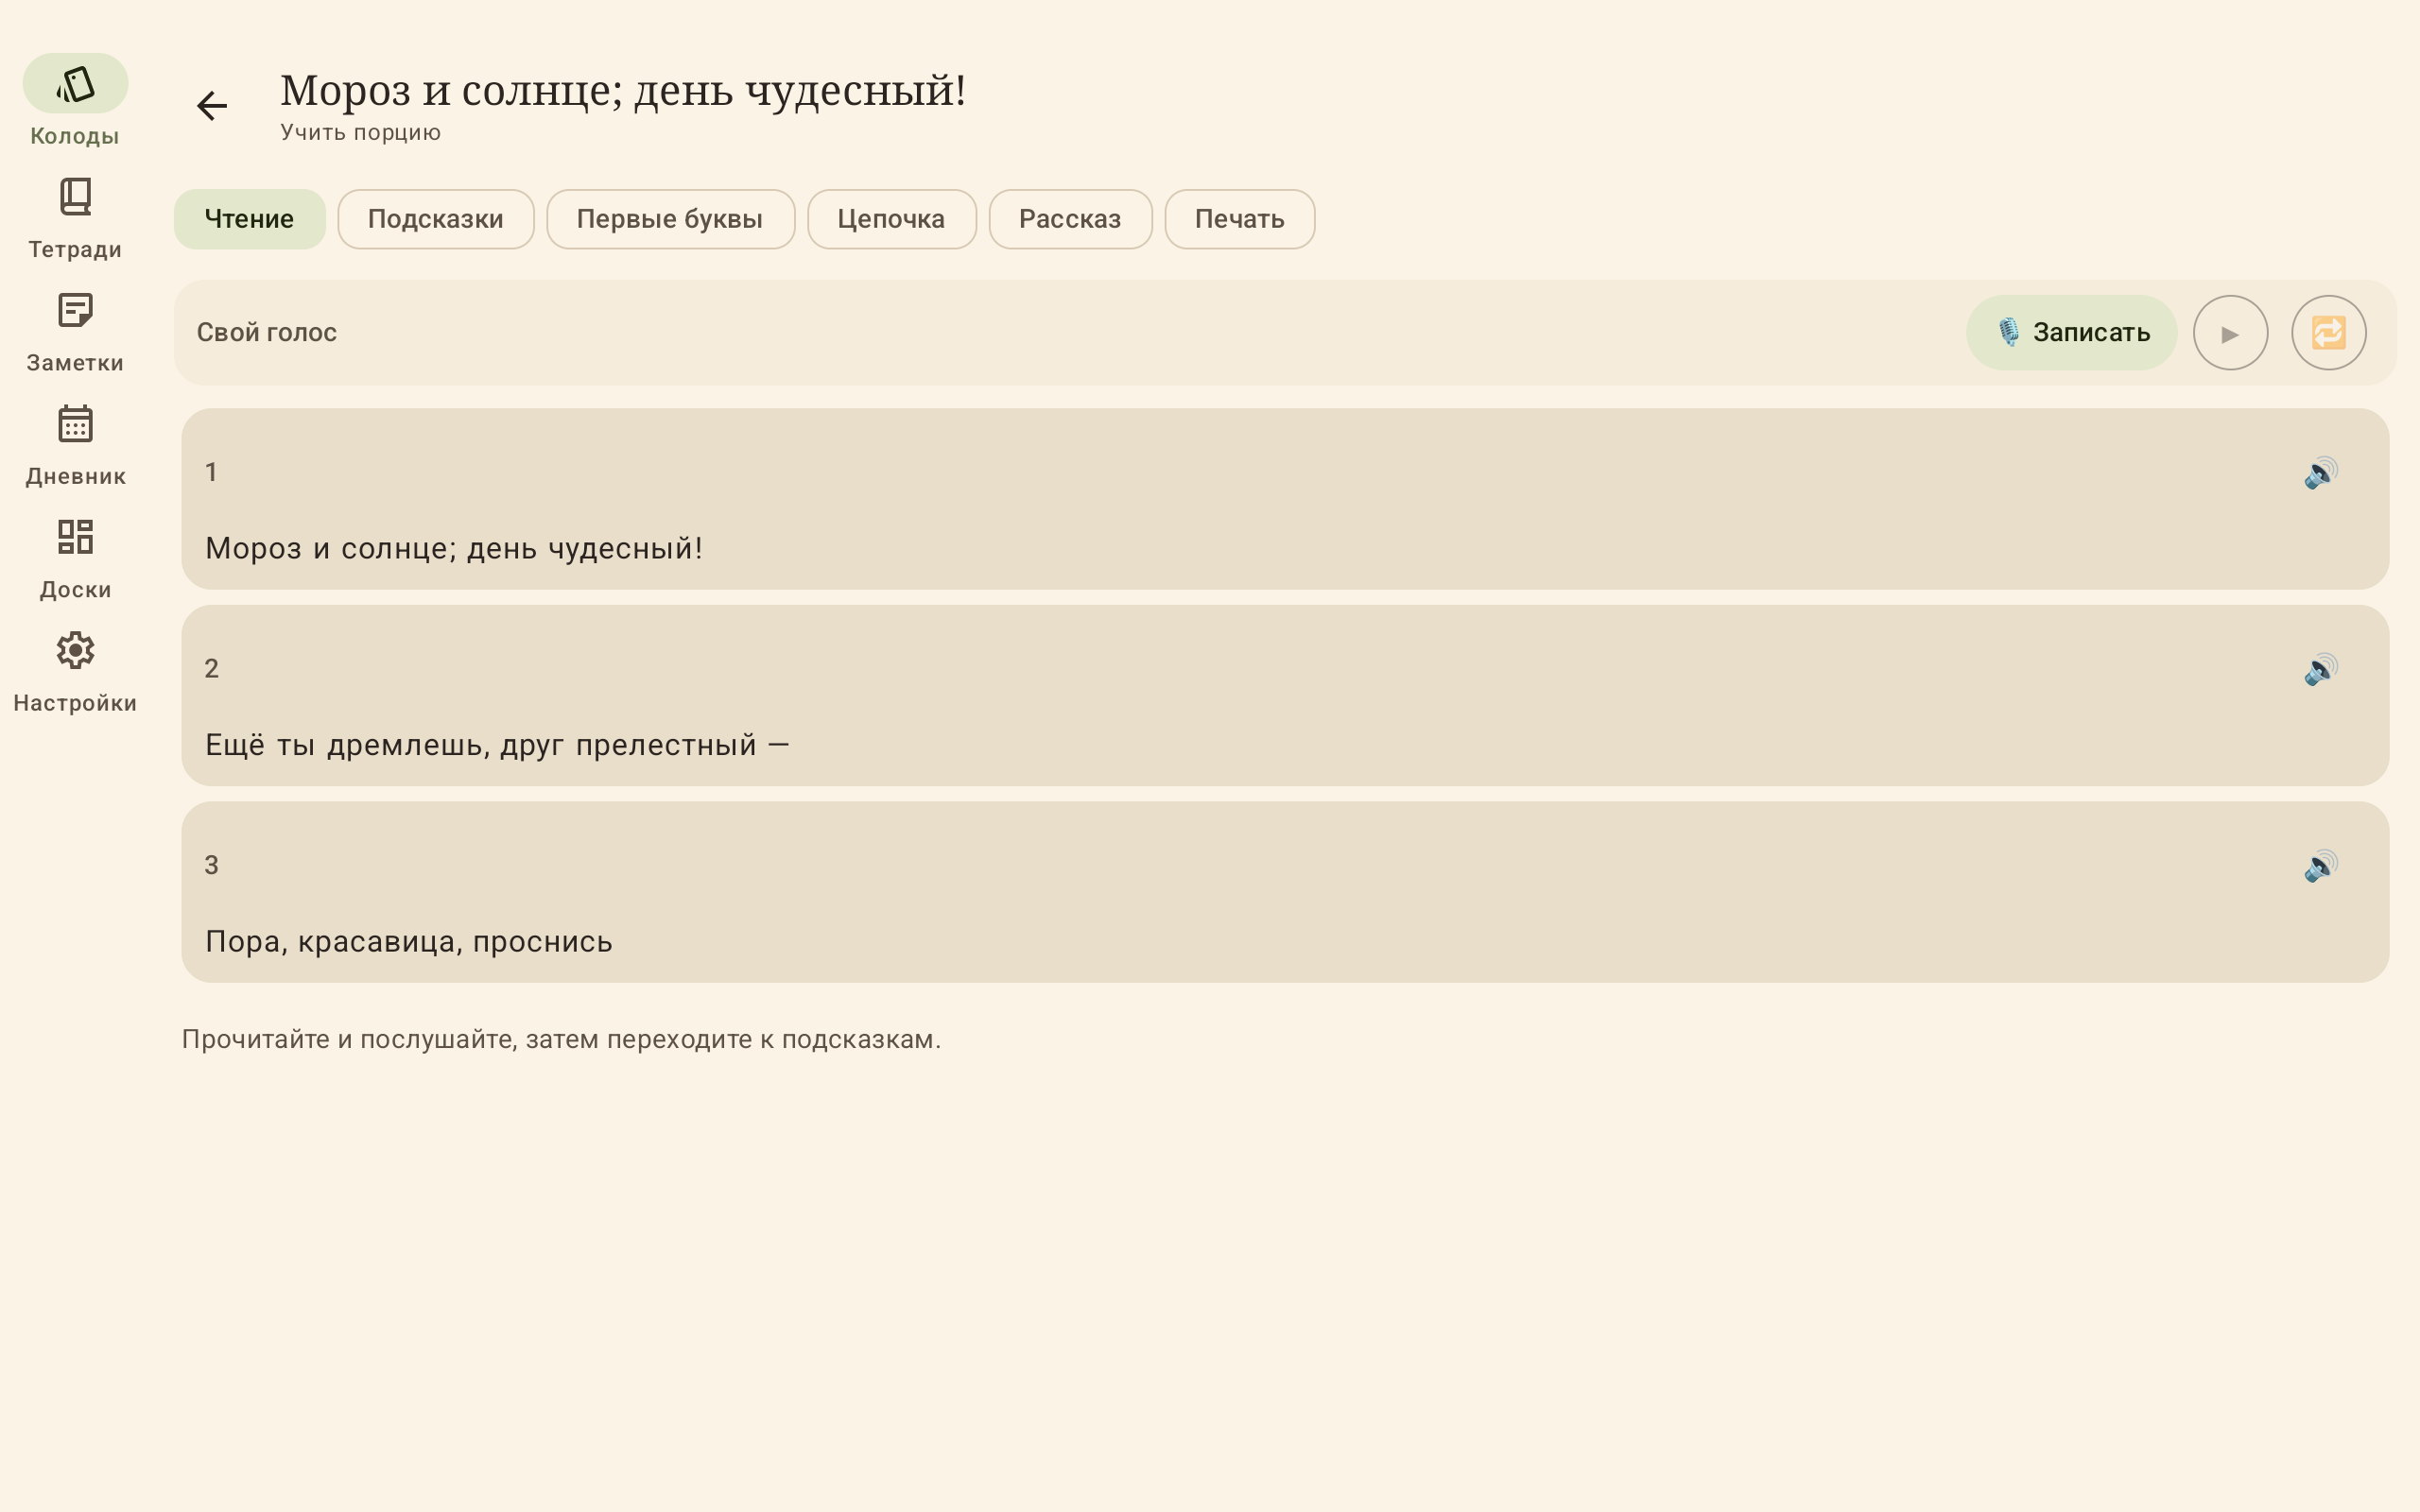 Колоды
Тетради
Заметки
Дневник
Доски
Настройки
Мороз и солнце; день чудесный!
Учить порцию
Чтение
Подсказки
Первые буквы
Цепочка
Рассказ
Печать
Свой голос
Записать
1
Мороз и солнце; день чудесный!
2
Ещё ты дремлешь, друг прелестный —
3
Пора, красавица, проснись
Прочитайте и послушайте, затем переходите к подсказкам.